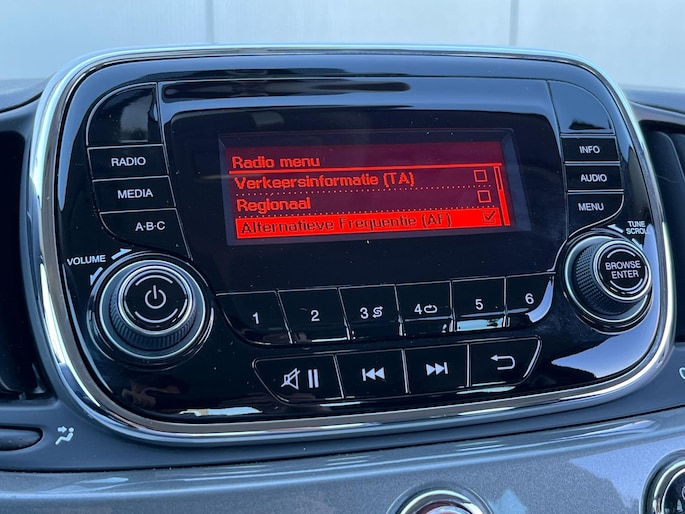 RADIO
MEDIA
A·B·C
VOLUME
Radio menu
Verkeersinformatie (TA)
Regionaal
Alternatieve Frequentie (AF)
INFO
AUDIO
MENU
TUNE
SCROLL
BROWSE
ENTER
1
2
3
4
5
6